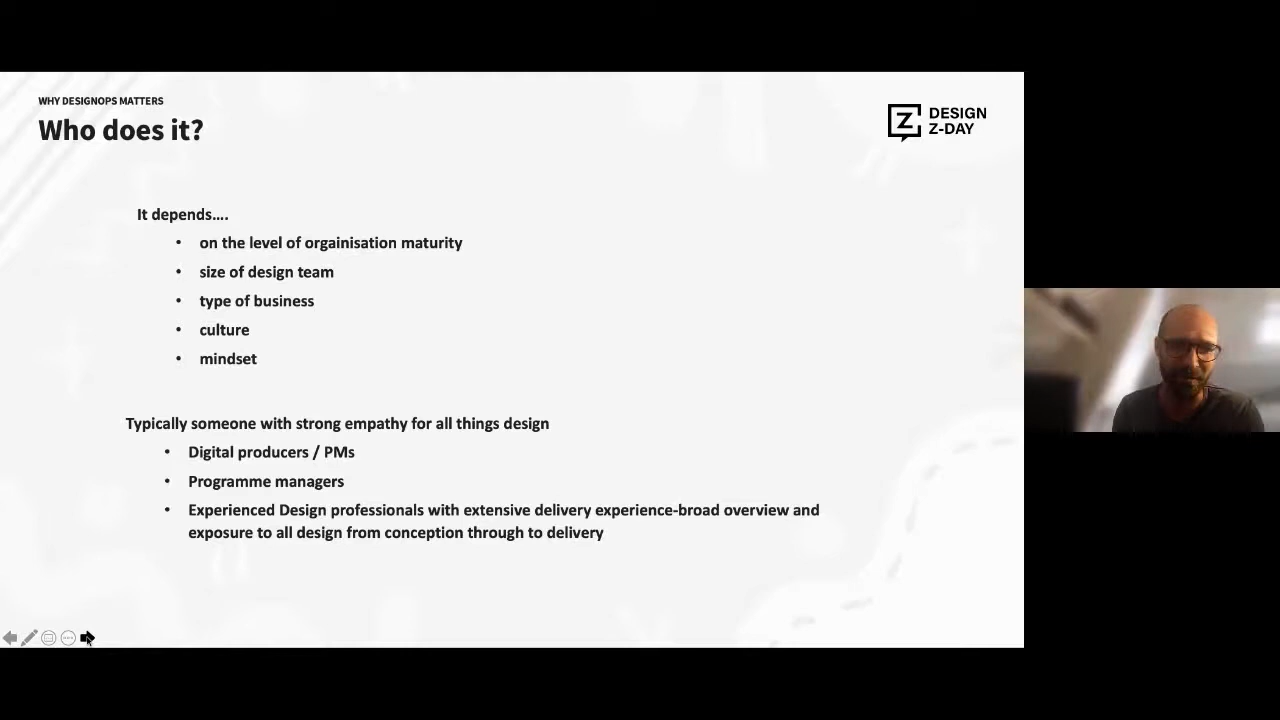 WHY DESIGNOPS MATTERS
Who does it?
Z
DESIGN
Z-DAY
It depends....
• on the level of orgainisation maturity
• size of design team
• type of business
• culture
• mindset
Typically someone with strong empathy for all things design
• Digital producers / PMs
• Programme managers
• Experienced Design professionals with extensive delivery experience-broad overview and
exposure to all design from conception through to delivery